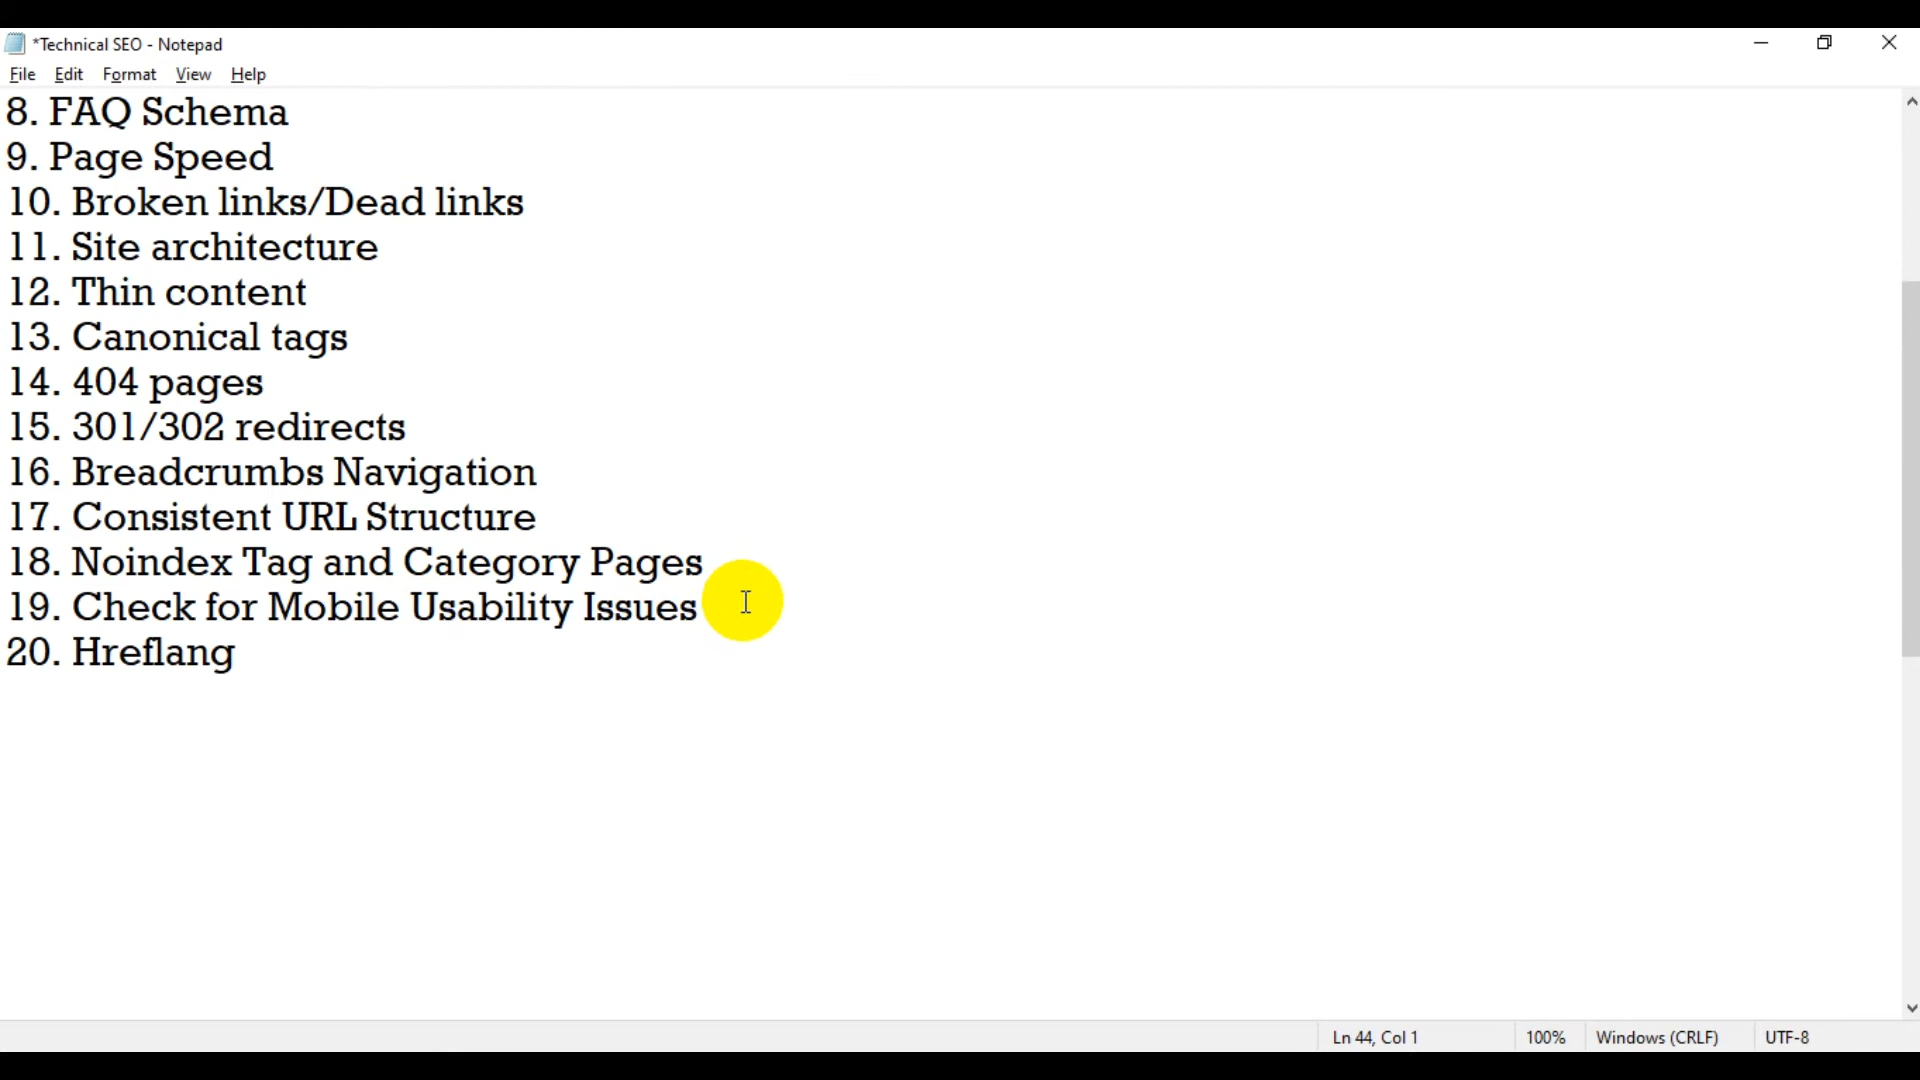 *Technical SEO - Notepad
File Edit Format View Help
8. FAQ Schema
9. Page Speed
10. Broken links/Dead links
11. Site architecture
12. Thin content
13. Canonical tags
14. 404 pages
15. 301/302 redirects
16. Breadcrumbs Navigation
17. Consistent URL Structure
18. Noindex Tag and Category Pages
19. Check for Mobile Usability Issues
20. Hreflang
Ln 44, Col 1 100% Windows (CRLF) UTF-8